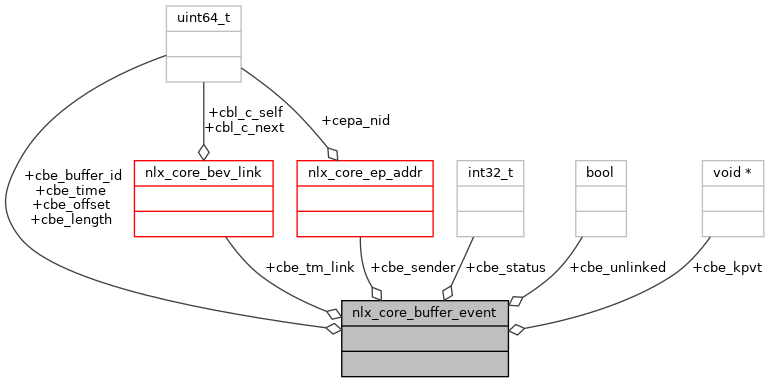 uint64_t
+cbl_c_self
+cbl_c_next
+cepa_nid
+cbe_buffer_id
+cbe_time
+cbe_offset
+cbe_length
nlx_core_bev_link
nlx_core_ep_addr
int32_t
bool
void *
+cbe_tm_link
+cbe_sender
+cbe_status
+cbe_unlinked
+cbe_kpvt
nlx_core_buffer_event